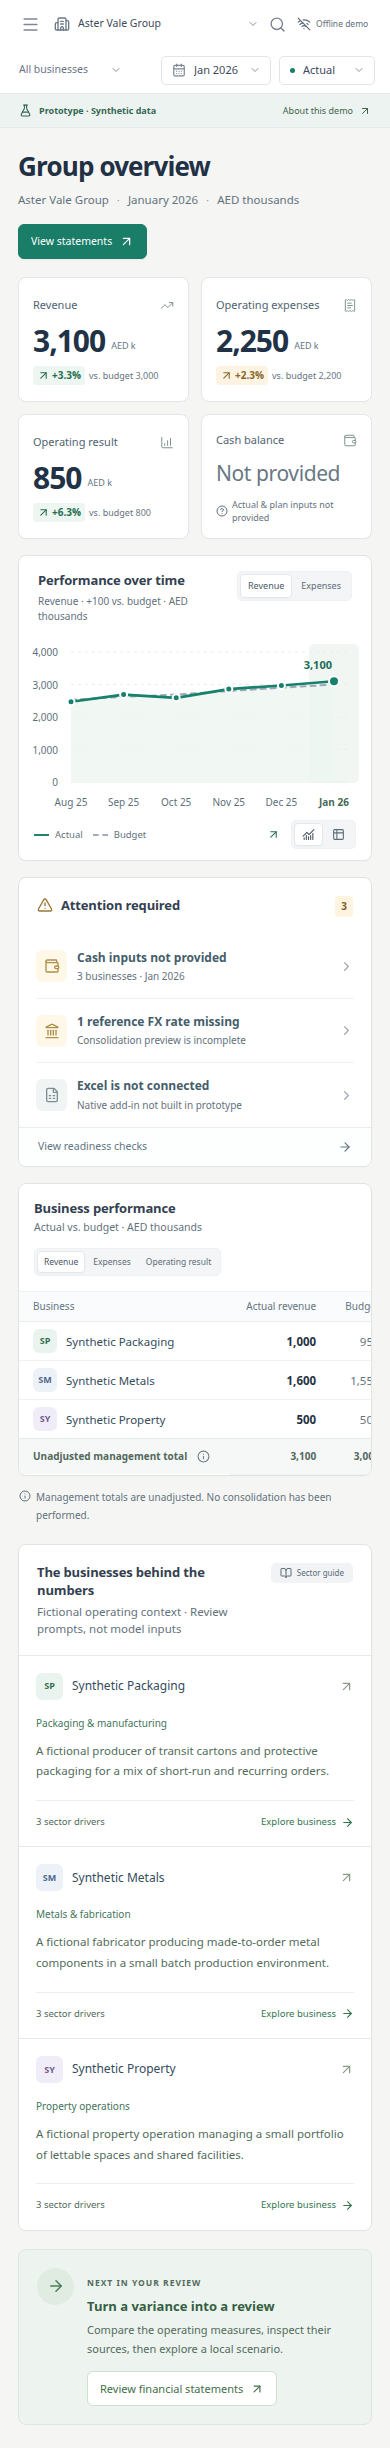 Aster Vale Group
Offline demo
All businesses
Jan 2026
Actual
Prototype · Synthetic data
About this demo
Group overview
Aster Vale Group · January 2026 · AED thousands
View statements
Revenue
3,100 AED k
+3.3% vs. budget 3,000
Operating expenses
2,250 AED k
+2.3% vs. budget 2,200
Operating result
850 AED k
+6.3% vs. budget 800
Cash balance
Not provided
Actual & plan inputs not
provided
Performance over time
Revenue · +100 vs. budget · AED
thousands
Revenue Expenses
4,000
3,000
2,000
1,000
0
3,100
Aug 25 Sep 25 Oct 25 Nov 25 Dec 25 Jan 26
Actual Budget
Attention required
3
Cash inputs not provided
3 businesses · Jan 2026
1 reference FX rate missing
Consolidation preview is incomplete
Excel is not connected
Native add-in not built in prototype
View readiness checks
Business performance
Actual vs. budget · AED thousands
Revenue Expenses Operating result
Business Actual revenue Budg
SP Synthetic Packaging 1,000 95
SM Synthetic Metals 1,600 1,55
SY Synthetic Property 500 50
Unadjusted management total 3,100 3,00
Management totals are unadjusted. No consolidation has been
performed.
The businesses behind the
numbers
Sector guide
Fictional operating context · Review
prompts, not model inputs
SP Synthetic Packaging
Packaging & manufacturing
A fictional producer of transit cartons and protective
packaging for a mix of short-run and recurring orders.
3 sector drivers Explore business
SM Synthetic Metals
Metals & fabrication
A fictional fabricator producing made-to-order metal
components in a small batch production environment.
3 sector drivers Explore business
SY Synthetic Property
Property operations
A fictional property operation managing a small portfolio
of lettable spaces and shared facilities.
3 sector drivers Explore business
NEXT IN YOUR REVIEW
Turn a variance into a review
Compare the operating measures, inspect their
sources, then explore a local scenario.
Review financial statements